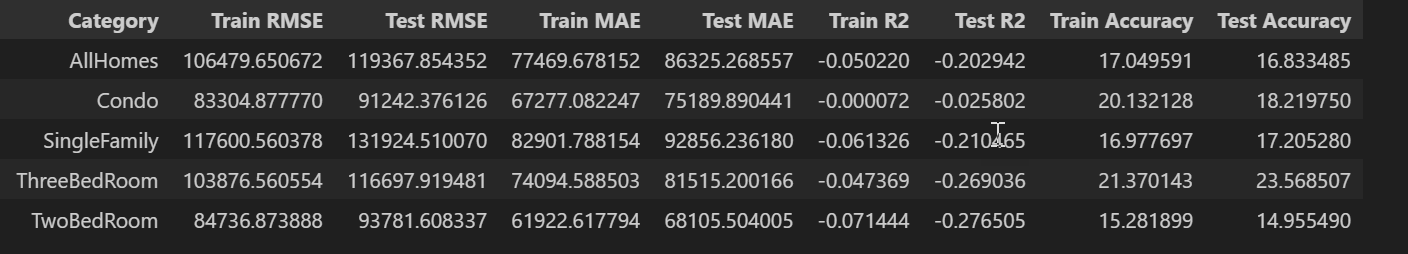 Category Train RMSE Test RMSE Train MAE Test MAE Train R2 Test R2 Train Accuracy Test Accuracy
AllHomes 106479.650672 119367.854352 77469.678152 86325.268557 -0.050220 -0.202942 17.049591 16.833485
Condo 83304.877770 91242.376126 67277.082247 75189.890441 -0.000072 -0.025802 20.132128 18.219750
SingleFamily 117600.560378 131924.510070 82901.788154 92856.236180 -0.061326 16.977697 17.205280
ThreeBedRoom 103876.560554 116697.919481 74094.588503 81515.200166 -0.047369 -0.269036 21.370143 23.568507
TwoBedRoom 84736.873888 93781.608337 61922.617794 68105.504005 -0.071444 -0.276505 15.281899 14.955490